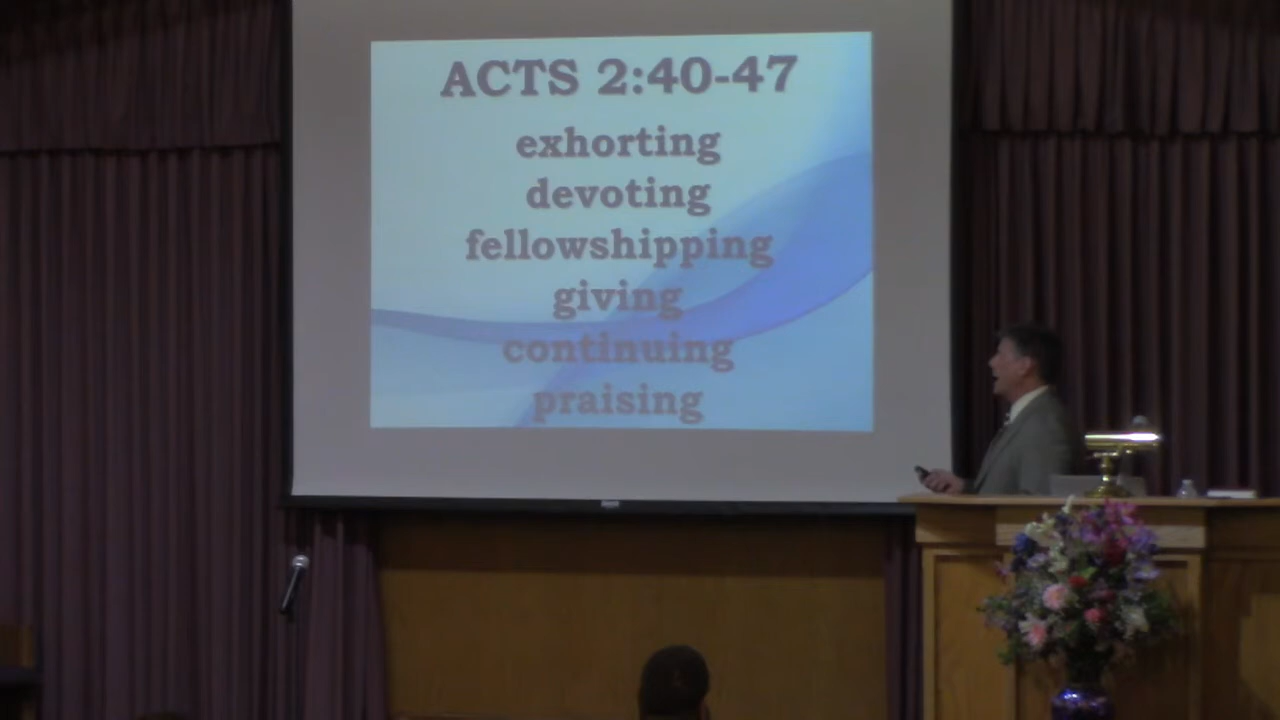 ACTS 2:40-47
exhorting
devoting
fellowshipping
giving
continuing
praising